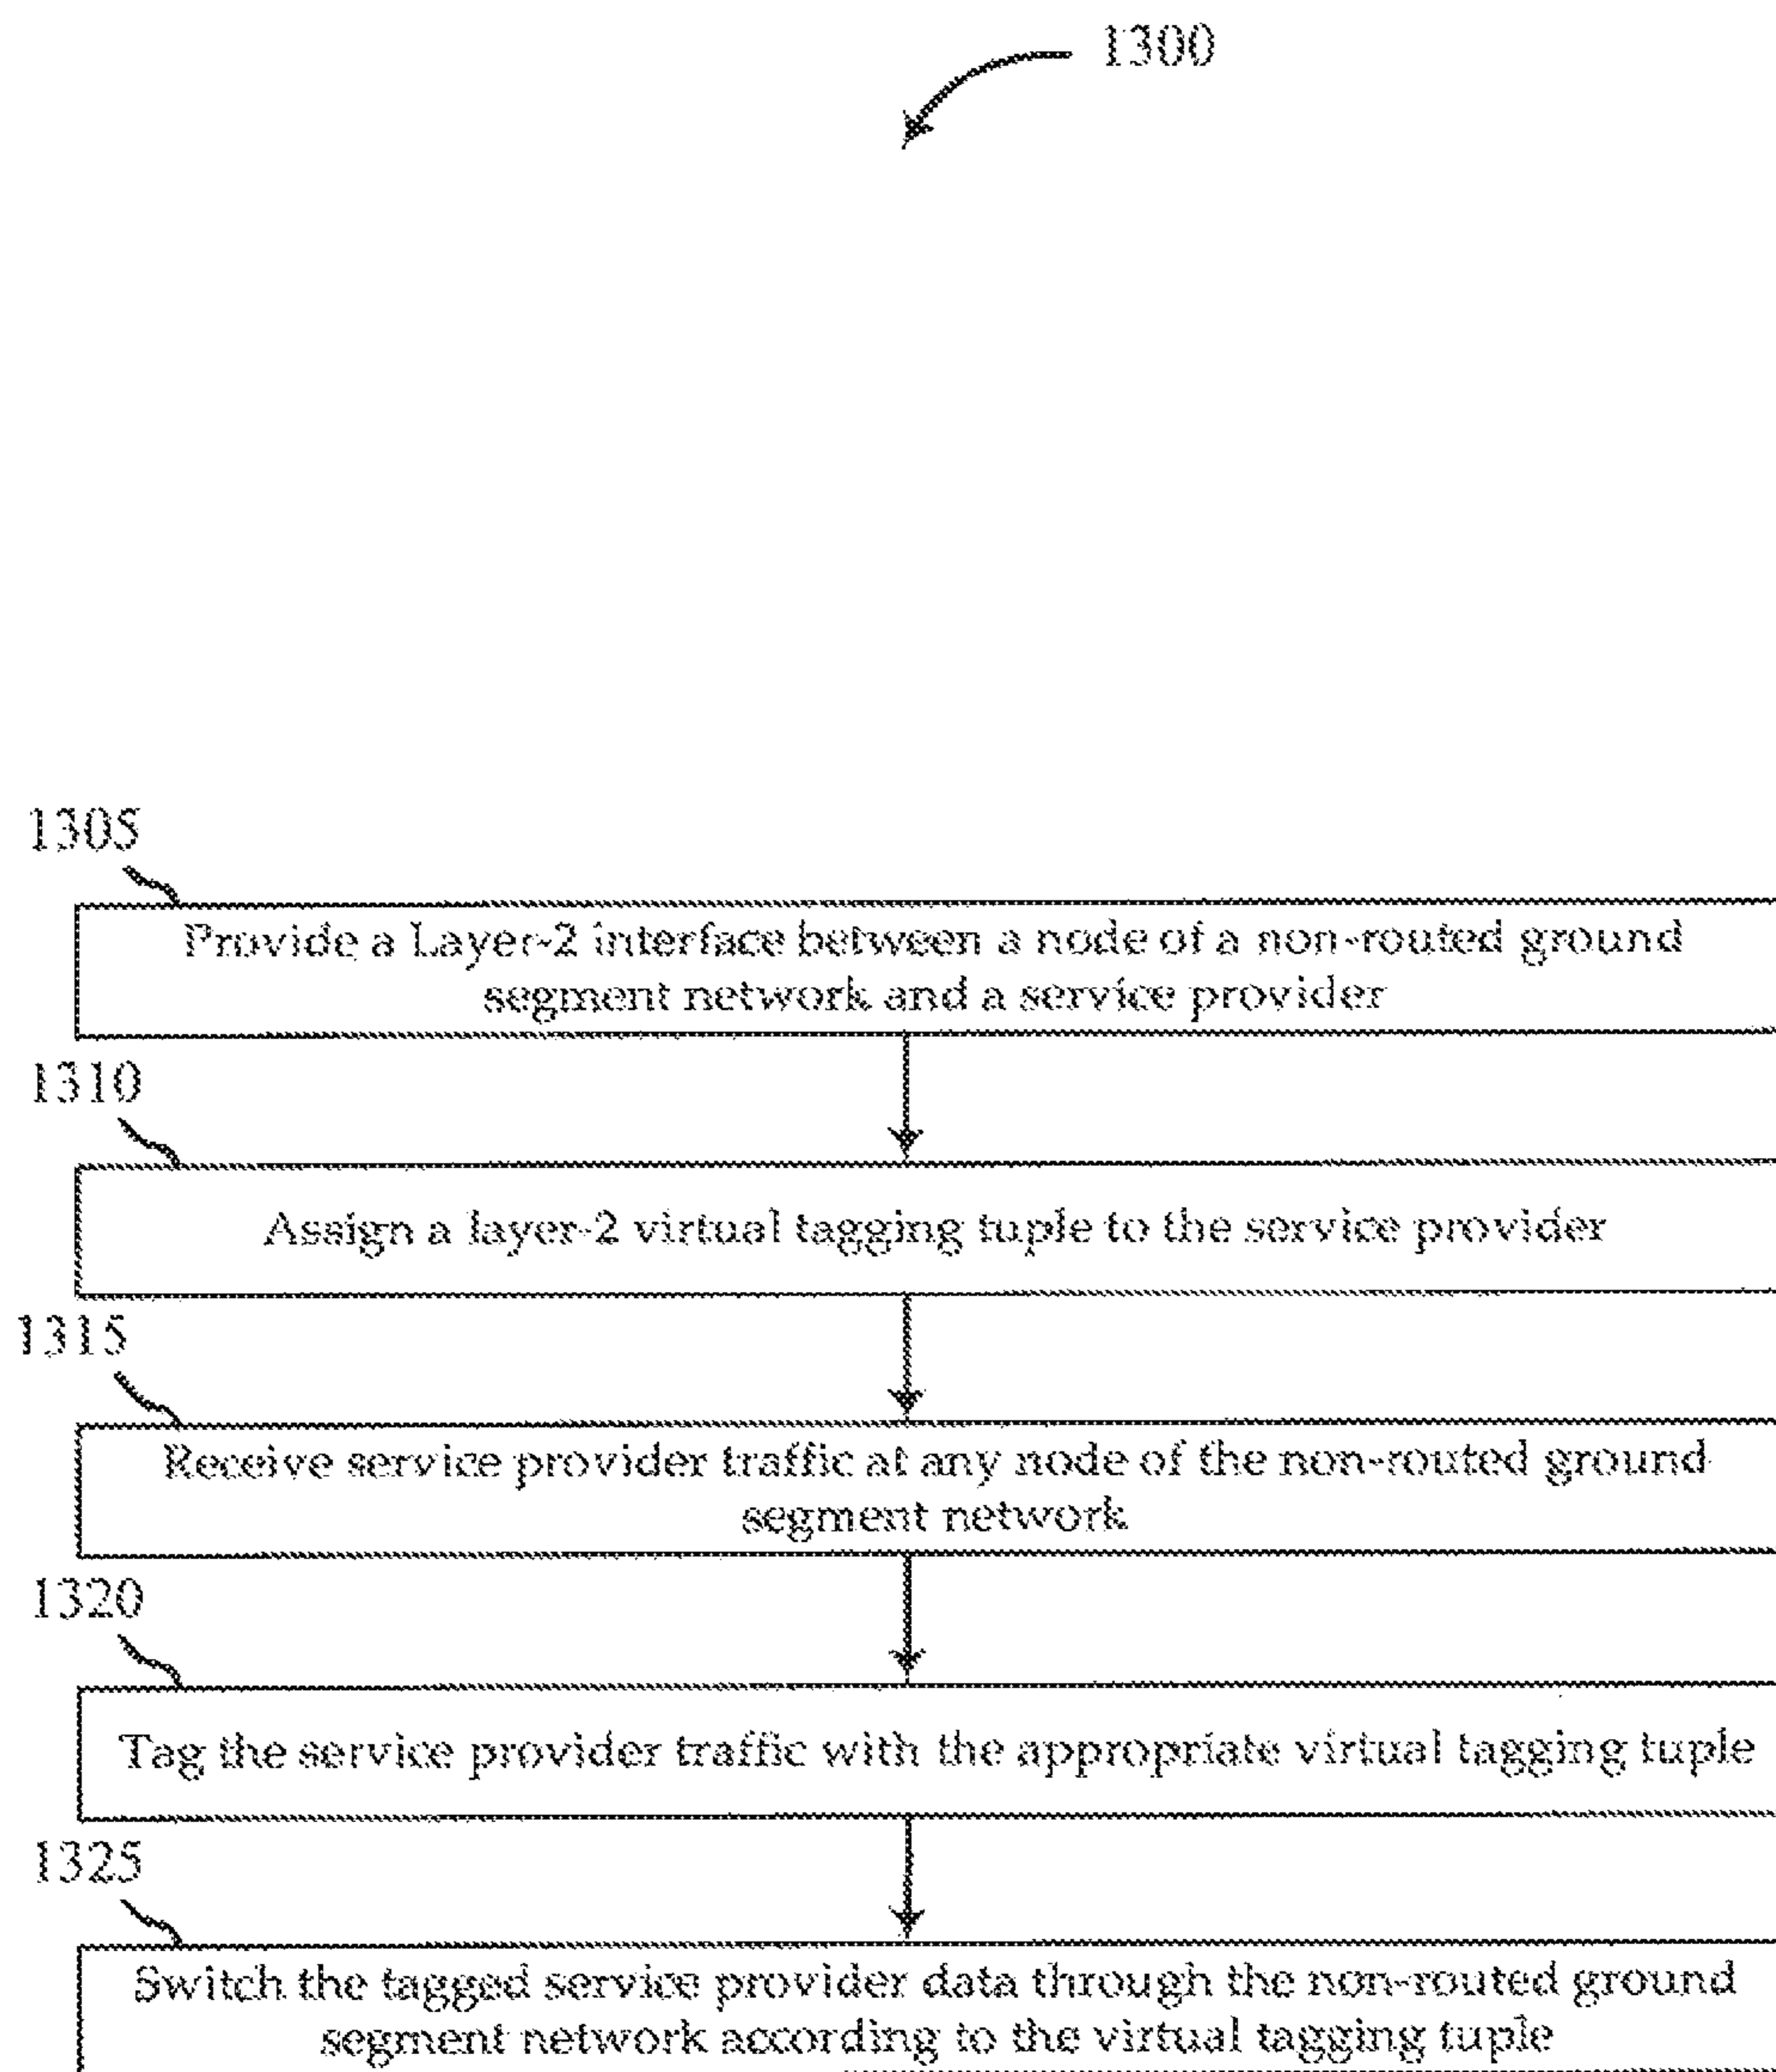 1300
1305
Provide a Layer-2 interface between a node of a non-routed ground
segment network and a service provider
1310
Assign a layer-2 virtual tagging tuple to the service provider
1315
Receive service provider traffic at any node of the non-routed ground
segment network
1320
Tag the service provider traffic with the appropriate virtual tagging tuple
1325
Switch the tagged service provider data through the non-routed ground
segment network according to the virtual tagging tuple